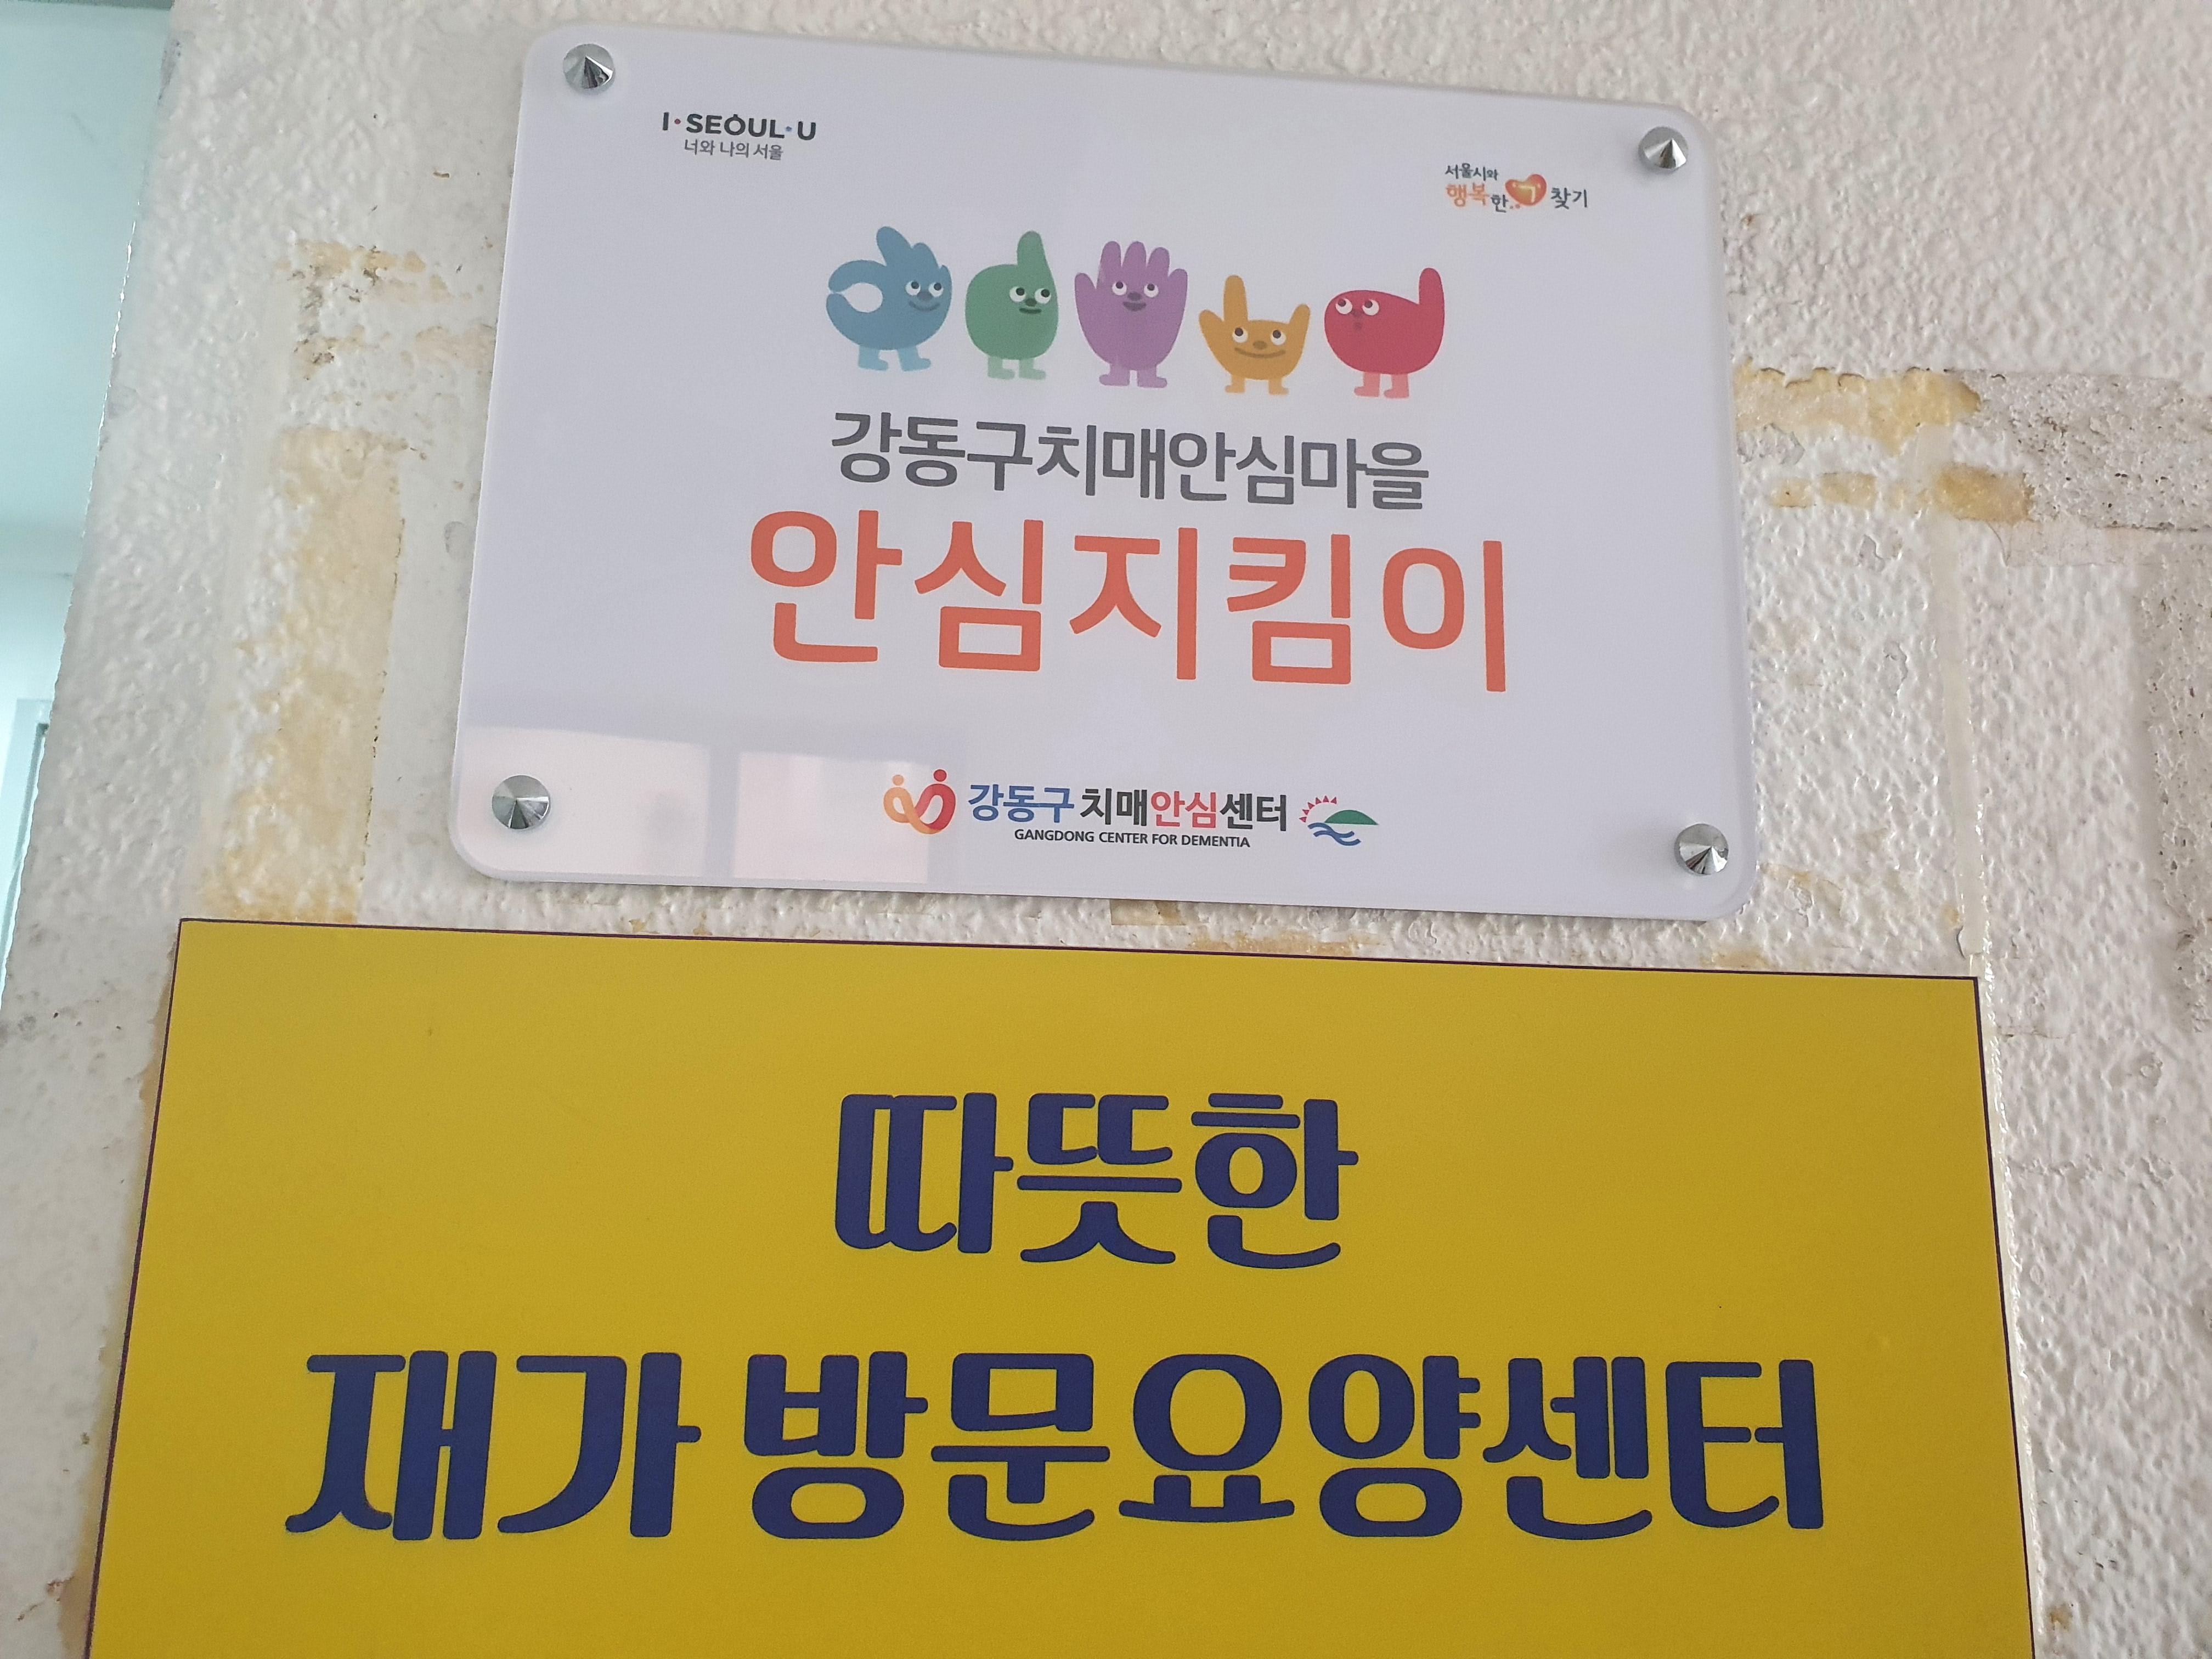 I·SEOUL·U
너와 나의 서울
서울시와
행복한 기억 찾기
강동구치매안심마을
안심지킴이
강동구 치매안심센터
GANGDONG CENTER FOR DEMENTIA
따뜻한
재가 방문요양센터